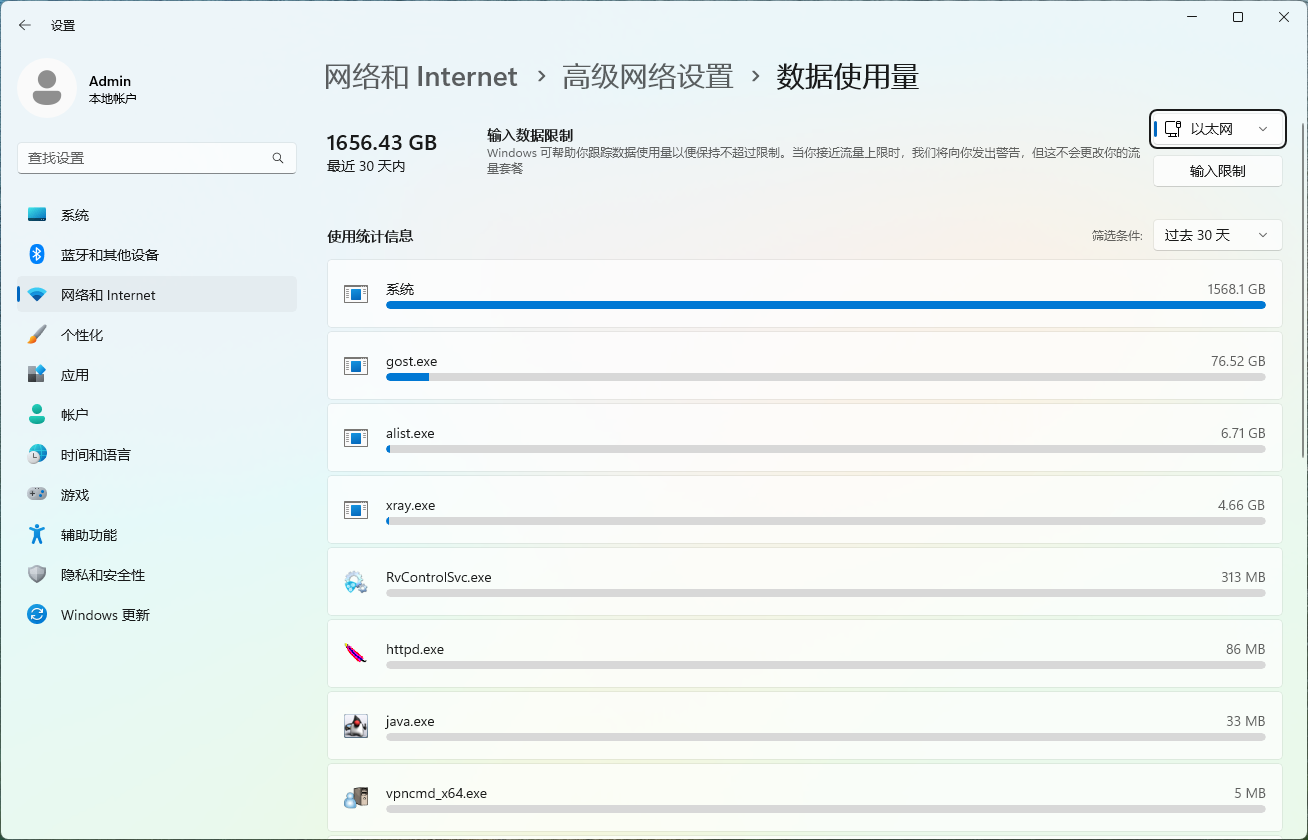 设置
Admin
本地帐户
查找设置
系统
蓝牙和其他设备
网络和 Internet
个性化
应用
帐户
时间和语言
游戏
辅助功能
隐私和安全性
Windows 更新
网络和 Internet › 高级网络设置 › 数据使用量
1656.43 GB
最近 30 天内
输入数据限制
Windows 可帮助你跟踪数据使用量以便保持不超过限制。当你接近流量上限时，我们将向你发出警告，但这不会更改你的流
量套餐
以太网
输入限制
使用统计信息
筛选条件:
过去 30 天
系统 1568.1 GB
gost.exe 76.52 GB
alist.exe 6.71 GB
xray.exe 4.66 GB
RvControlSvc.exe 313 MB
httpd.exe 86 MB
java.exe 33 MB
vpncmd_x64.exe 5 MB